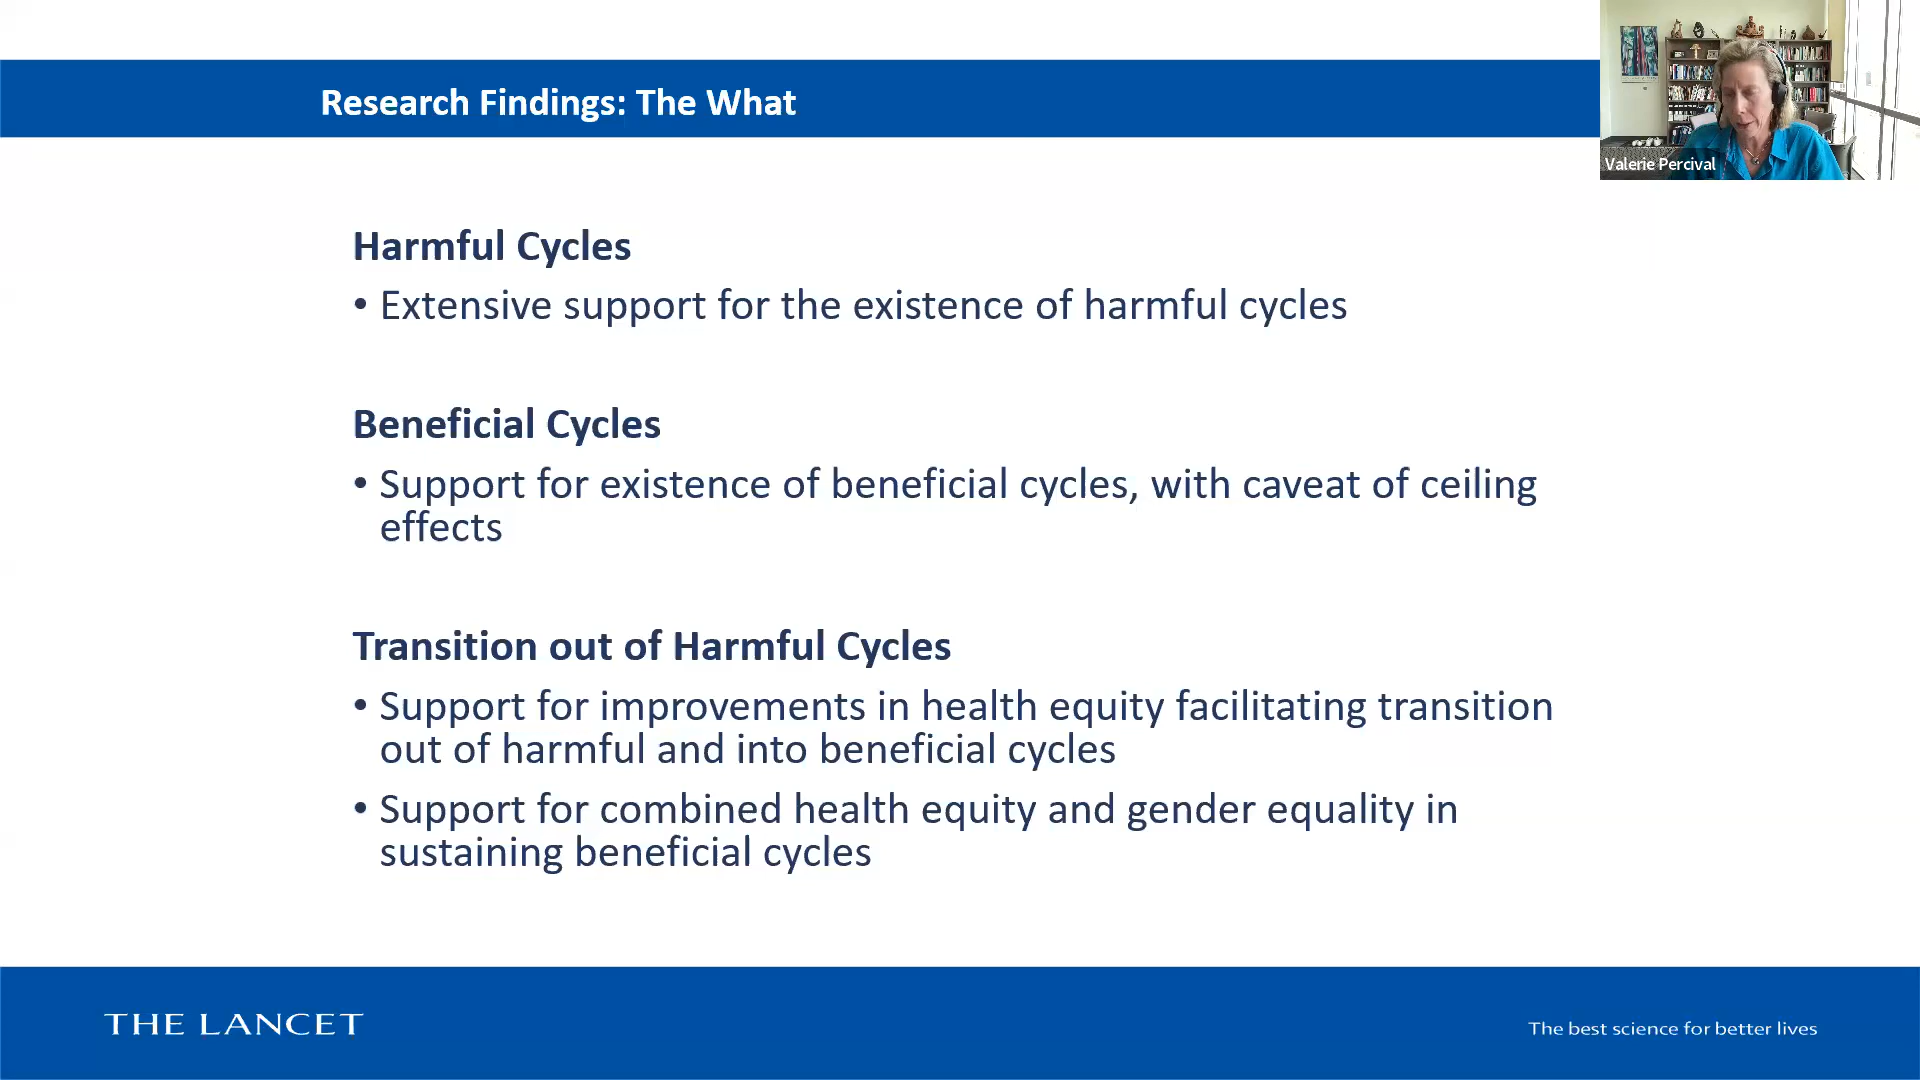 Research Findings: The What
Valerie Percival
Harmful Cycles
• Extensive support for the existence of harmful cycles
Beneficial Cycles
• Support for existence of beneficial cycles, with caveat of ceiling
effects
Transition out of Harmful Cycles
• Support for improvements in health equity facilitating transition
out of harmful and into beneficial cycles
• Support for combined health equity and gender equality in
sustaining beneficial cycles
THE LANCET
The best science for better lives